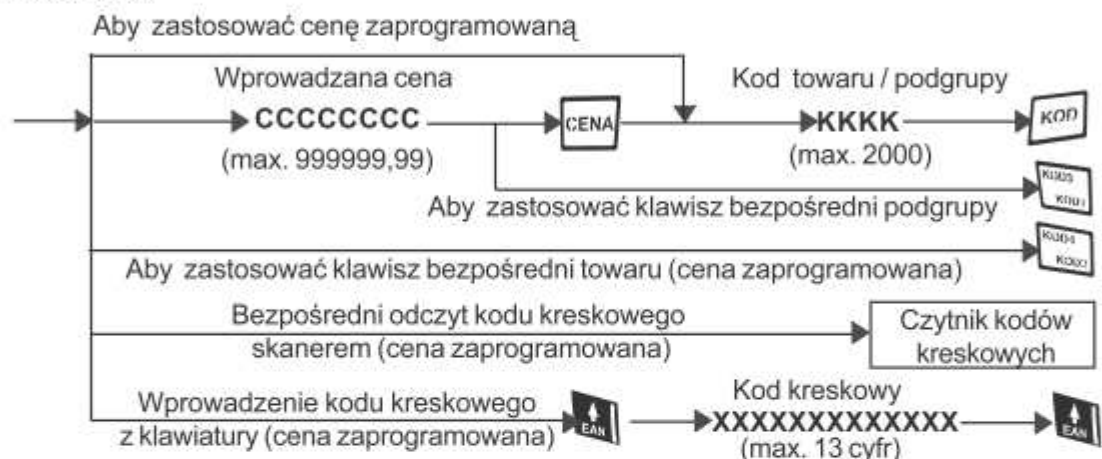 Aby zastosować cenę zaprogramowaną
Wprowadzana cena
Kod towaru / podgrupy
CCCCCCCC
CENA
KKKK
KOD
(max. 999999,99)
(max. 2000)
Aby zastosować klawisz bezpośredni podgrupy
Aby zastosować klawisz bezpośredni towaru (cena zaprogramowana)
Bezpośredni odczyt kodu kreskowego
skanerem (cena zaprogramowana)
Czytnik kodów
kreskowych
Wprowadzenie kodu kreskowego
z klawiatury (cena zaprogramowana)
EAN
Kod kreskowy
XXXXXXXXXXXXX
(max. 13 cyfr)
EAN